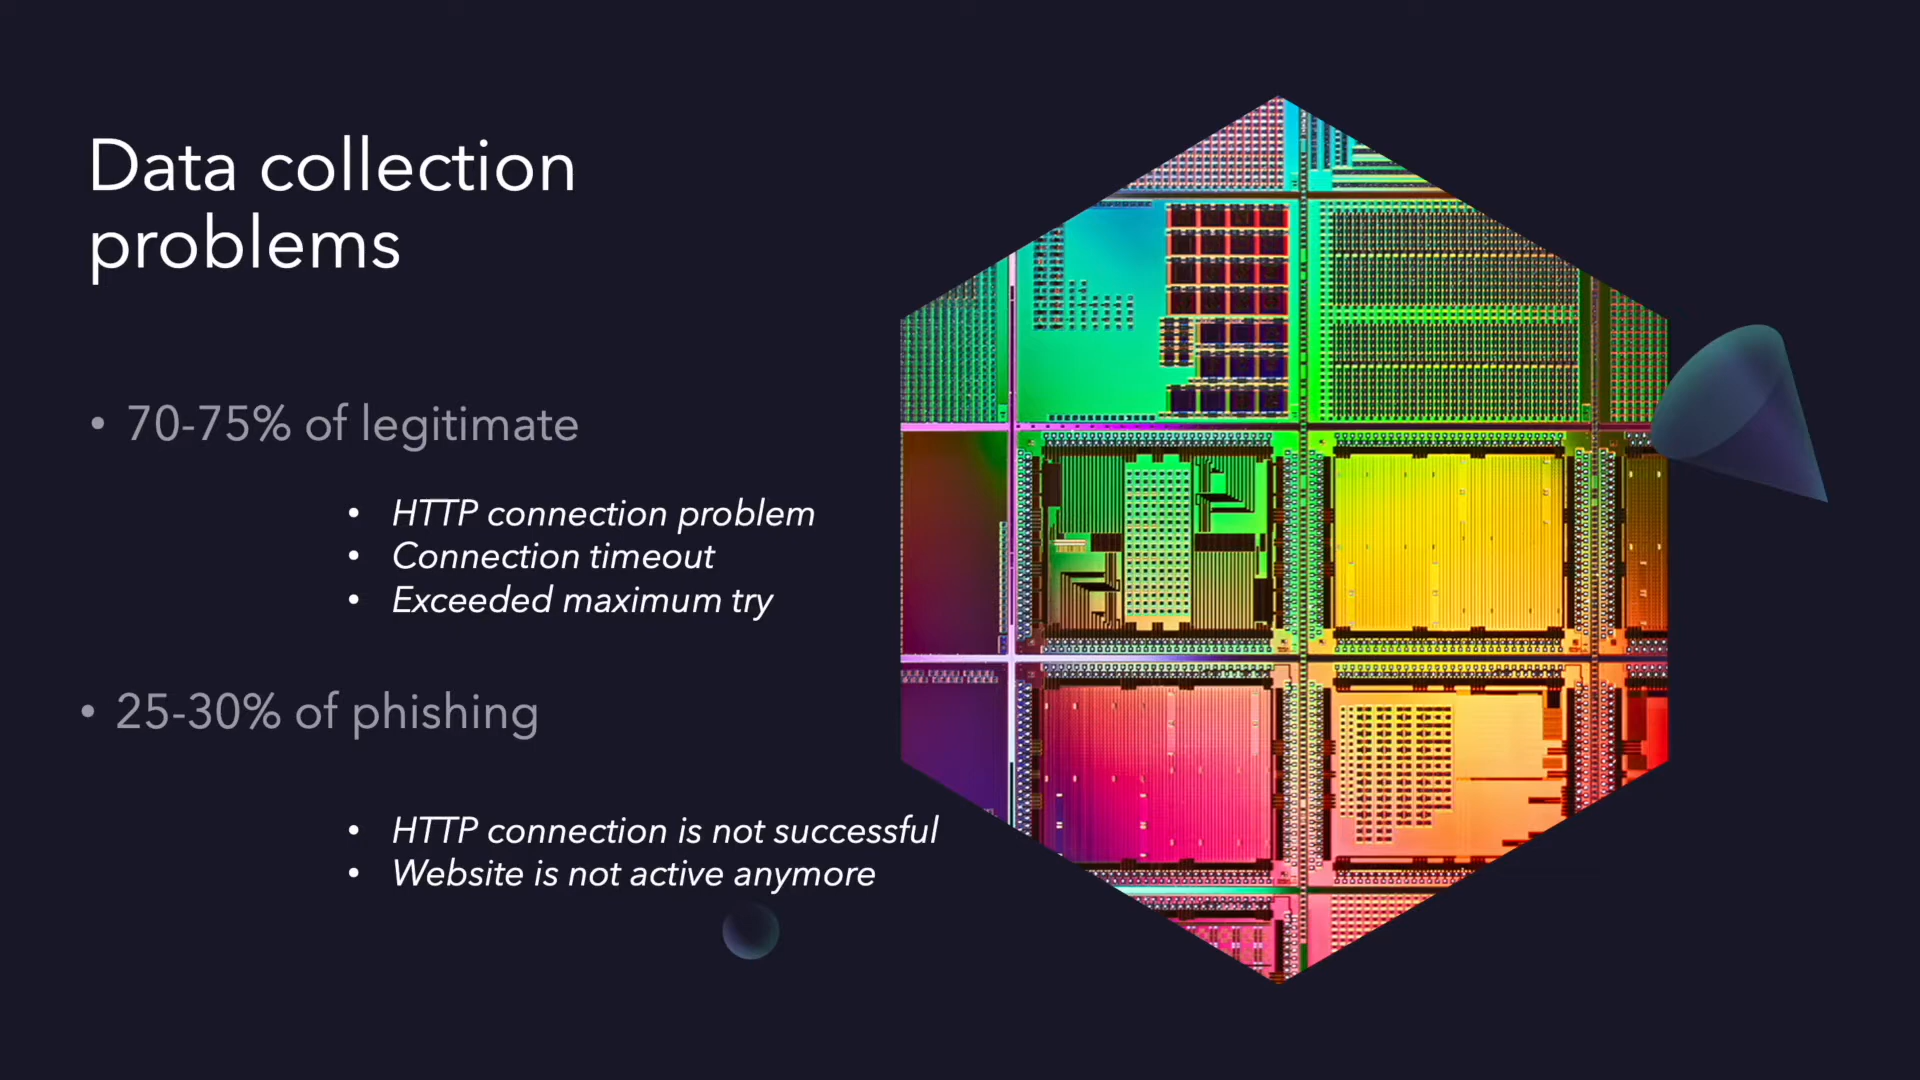 Data collection
problems
• 70-75% of legitimate
• HTTP connection problem
• Connection timeout
• Exceeded maximum try
• 25-30% of phishing
• HTTP connection is not successful
• Website is not active anymore